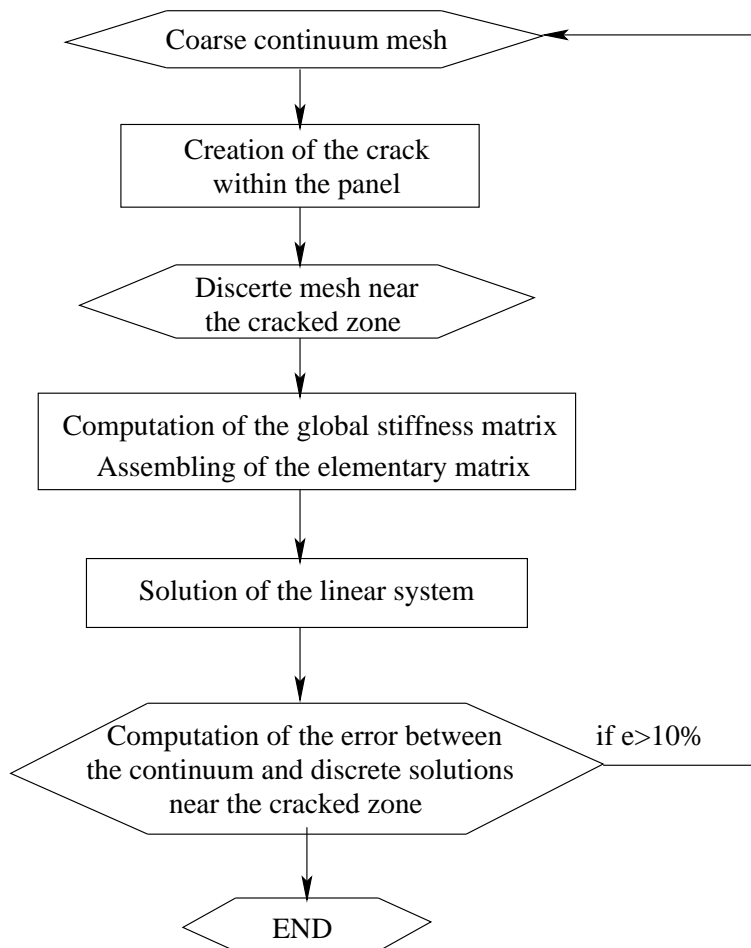 Coarse continuum mesh
Creation of the crack
within the panel
Discerte mesh near
the cracked zone
Computation of the global stiffness matrix
Assembling of the elementary matrix
Solution of the linear system
Computation of the error between
the continuum and discrete solutions
near the cracked zone
if e>10%
END